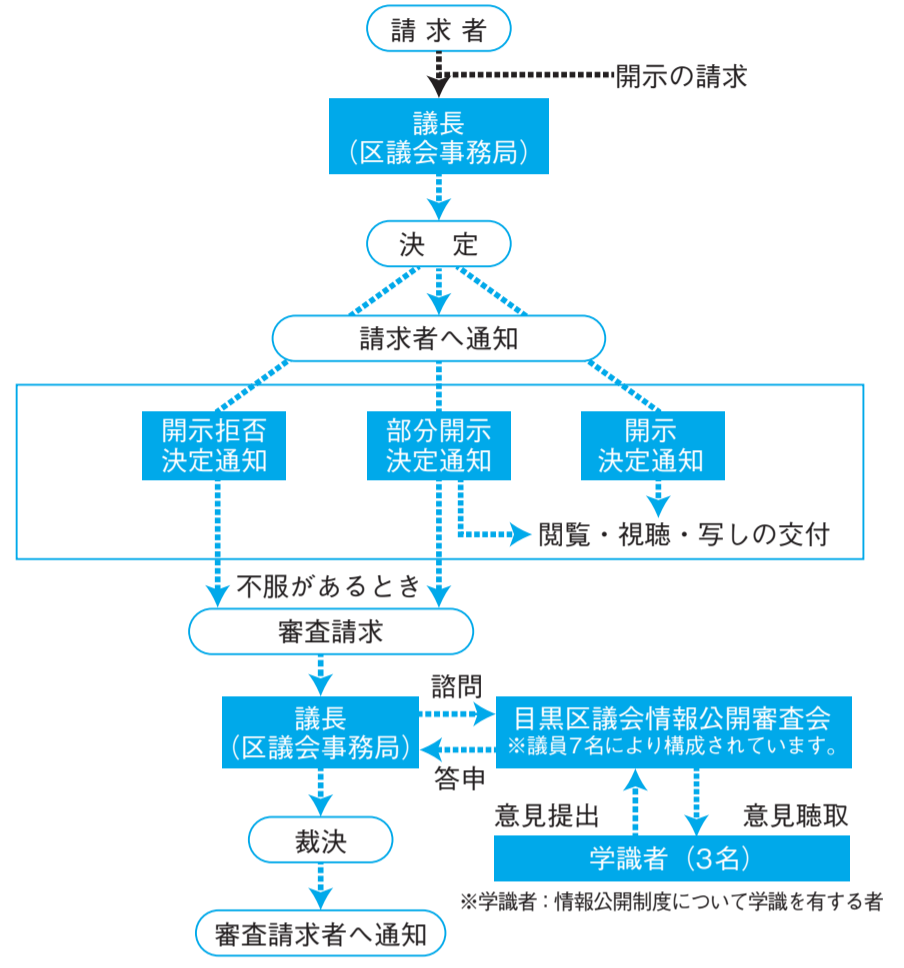 請求者
開示の請求
議長
（区議会事務局）
決　定
請求者へ通知
開示拒否
決定通知
部分開示
決定通知
開示
決定通知
閲覧・視聴・写しの交付
不服があるとき
審査請求
諮問
議長
（区議会事務局）
目黒区議会情報公開審査会
※議員7名により構成されています。
答申
意見提出
意見聴取
裁決
学識者（3名）
※学識者：情報公開制度について学識を有する者
審査請求者へ通知